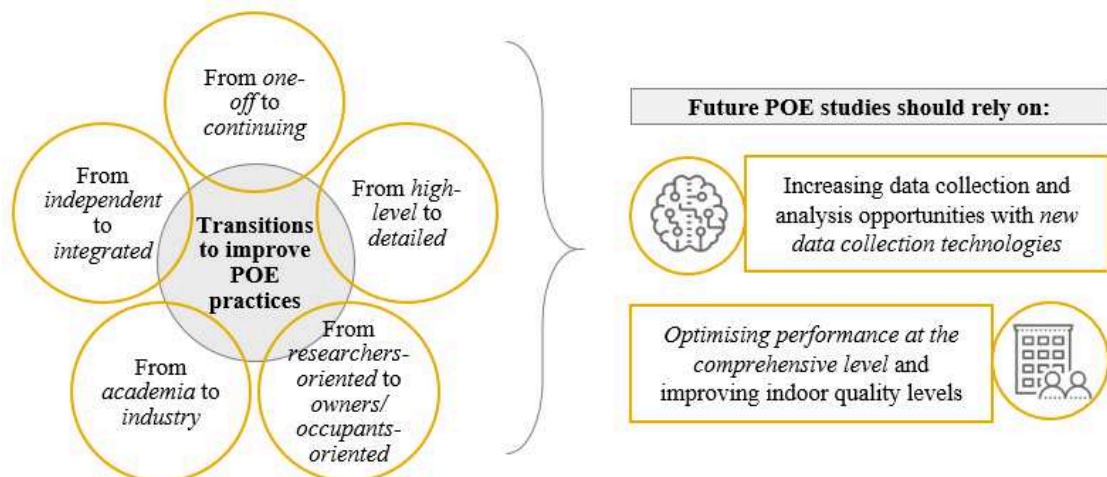 From one-
off to
continuing
From
independent
to
integrated
From high-
level to
detailed
Transitions
to improve
POE
practices
From
academia to
industry
From
researchers-
oriented to
owners/
occupants-
oriented
Future POE studies should rely on:
Increasing data collection and
analysis opportunities with new
data collection technologies
Optimising performance at the
comprehensive level and
improving indoor quality levels